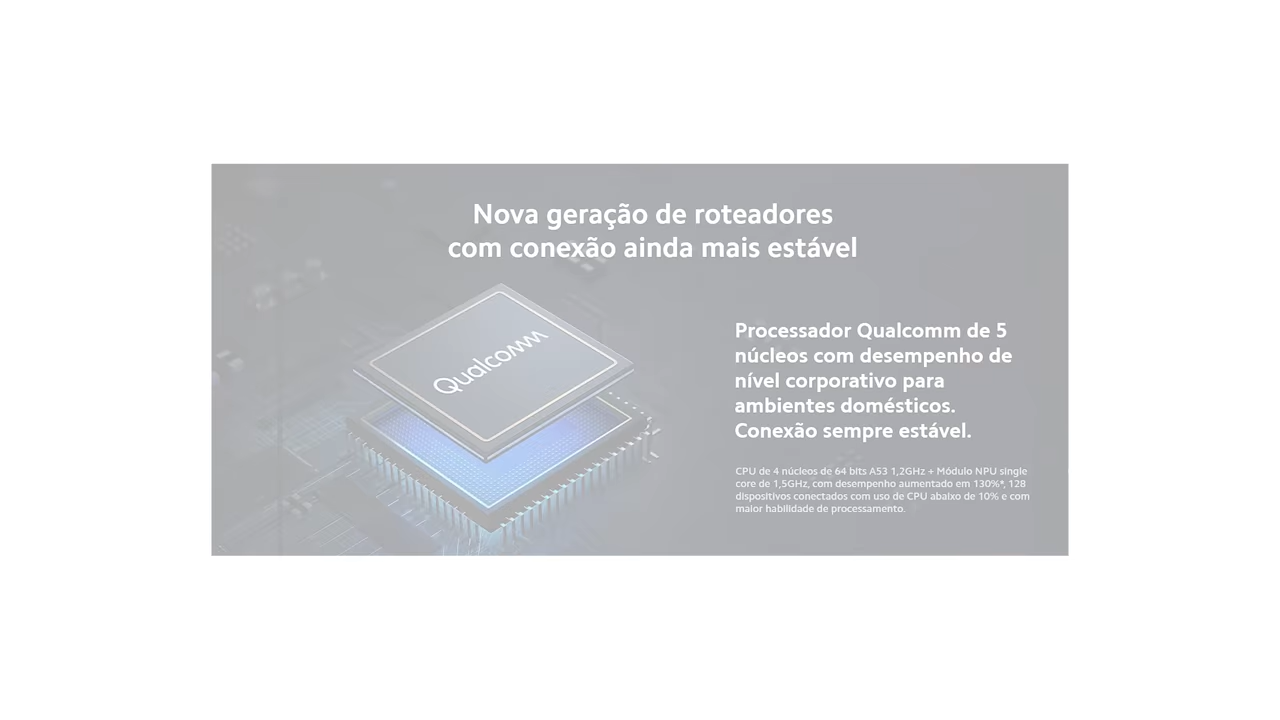 Nova geração de roteadores
com conexão ainda mais estável
Qualcomm
Processador Qualcomm de 5
núcleos com desempenho de
nível corporativo para
ambientes domésticos.
Conexão sempre estável.
CPU de 4 núcleos de 64 bits A53 1,2GHz + Módulo NPU single
core de 1,5GHz, com desempenho aumentado em 130%*, 128
dispositivos conectados com uso de CPU abaixo de 10% e com
maior habilidade de processamento.